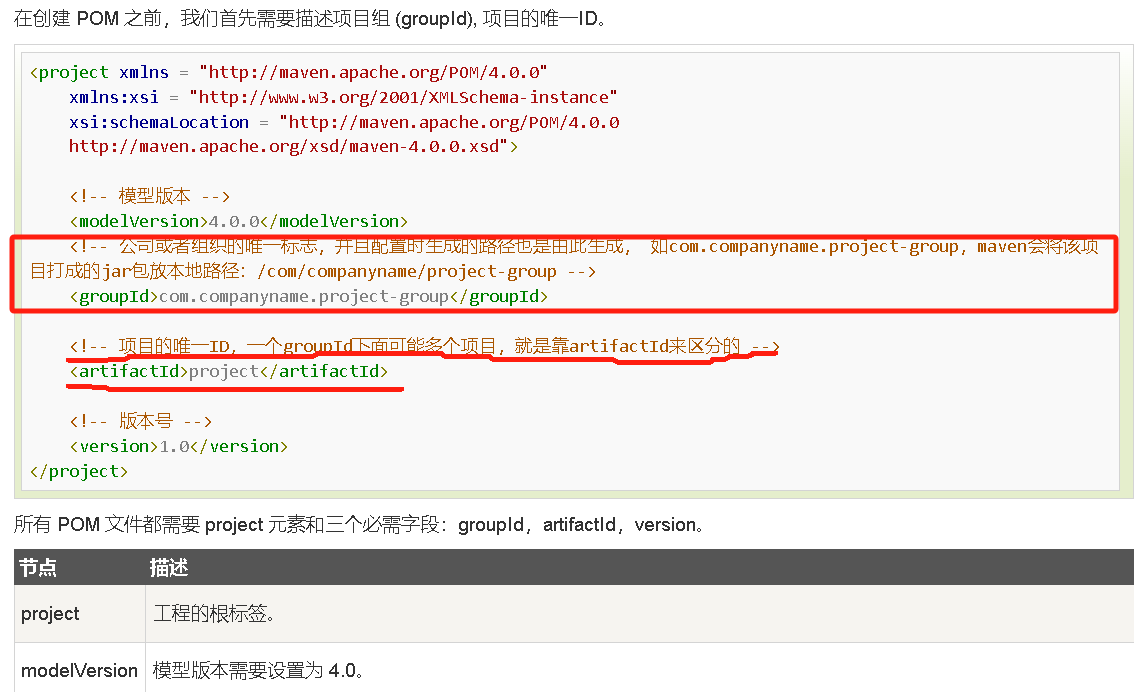 在创建 POM 之前，我们首先需要描述项目组 (groupId), 项目的唯一ID。
<project xmlns = "http://maven.apache.org/POM/4.0.0"
xmlns:xsi = "http://www.w3.org/2001/XMLSchema-instance"
xsi:schemaLocation = "http://maven.apache.org/POM/4.0.0
http://maven.apache.org/xsd/maven-4.0.0.xsd">
<!-- 模型版本 -->
<modelVersion>4.0.0</modelVersion>
<!-- 公司或者组织的唯一标志，并且配置时生成的路径也是由此生成， 如com.companyname.project-group，maven会将该项
目打成的jar包放本地路径：/com/companyname/project-group -->
<groupId>com.companyname.project-group</groupId>
<!-- 项目的唯一ID，一个groupId下面可能多个项目，就是靠artifactId来区分的 -->
<artifactId>project</artifactId>
<!-- 版本号 -->
<version>1.0</version>
</project>
所有 POM 文件都需要 project 元素和三个必需字段：groupId，artifactId，version。
节点 描述
project 工程的根标签。
modelVersion 模型版本需要设置为 4.0。